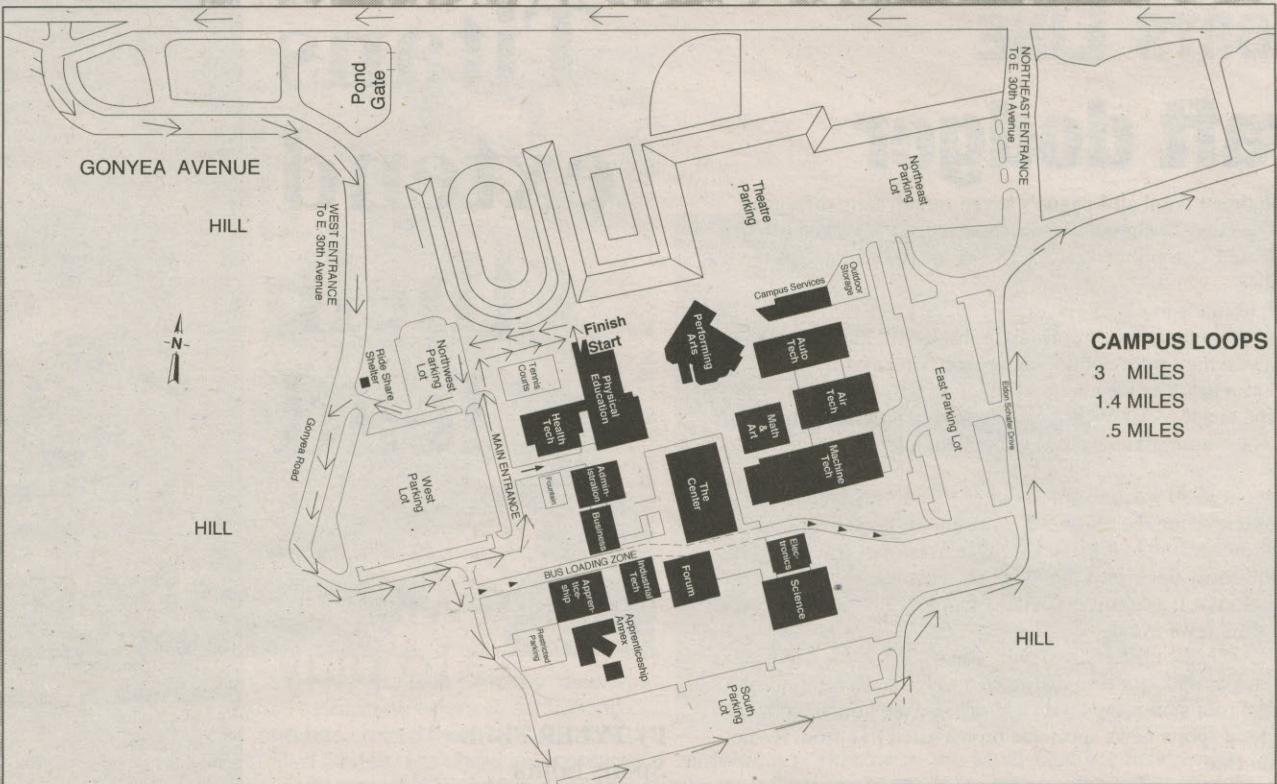 Pond
Gate
NORTHEAST ENTRANCE
To E. 30th Avenue
GONYEA AVENUE
HILL
WEST ENTRANCE
To E. 30th Avenue
Theatre
Parking
Northeast
Parking
Lot
Outdoor
Storage
Campus Services
N
Ride Share
Shelter
Northwest
Parking
Lot
Tennis
Courts
Finish
Start
Physical
Education
Performing
Arts
Auto
Tech
Air
Tech
Math
&
Art
Machine
Tech
East Parking Lot
Eldon Schafer Drive
CAMPUS LOOPS
3 MILES
1.4 MILES
.5 MILES
Gonyea Road
West
Parking
Lot
MAIN ENTRANCE
Health
Tech
Fountain
Admin-
istration
Business
The
Center
HILL
BUS LOADING ZONE
Appren-
tice-
ship
Industrial
Tech
Forum
Elec-
tronics
Science
Restricted
Parking
Apprenticeship
Annex
South
Parking
Lot
HILL